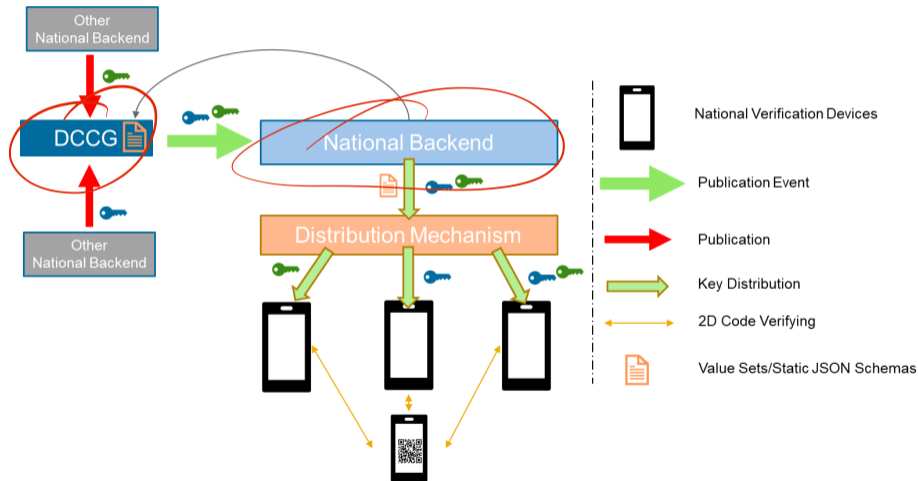 Other
National Backend
DCCG
National Backend
Distribution Mechanism
Other
National Backend
National Verification Devices
Publication Event
Publication
Key Distribution
2D Code Verifying
Value Sets/Static JSON Schemas